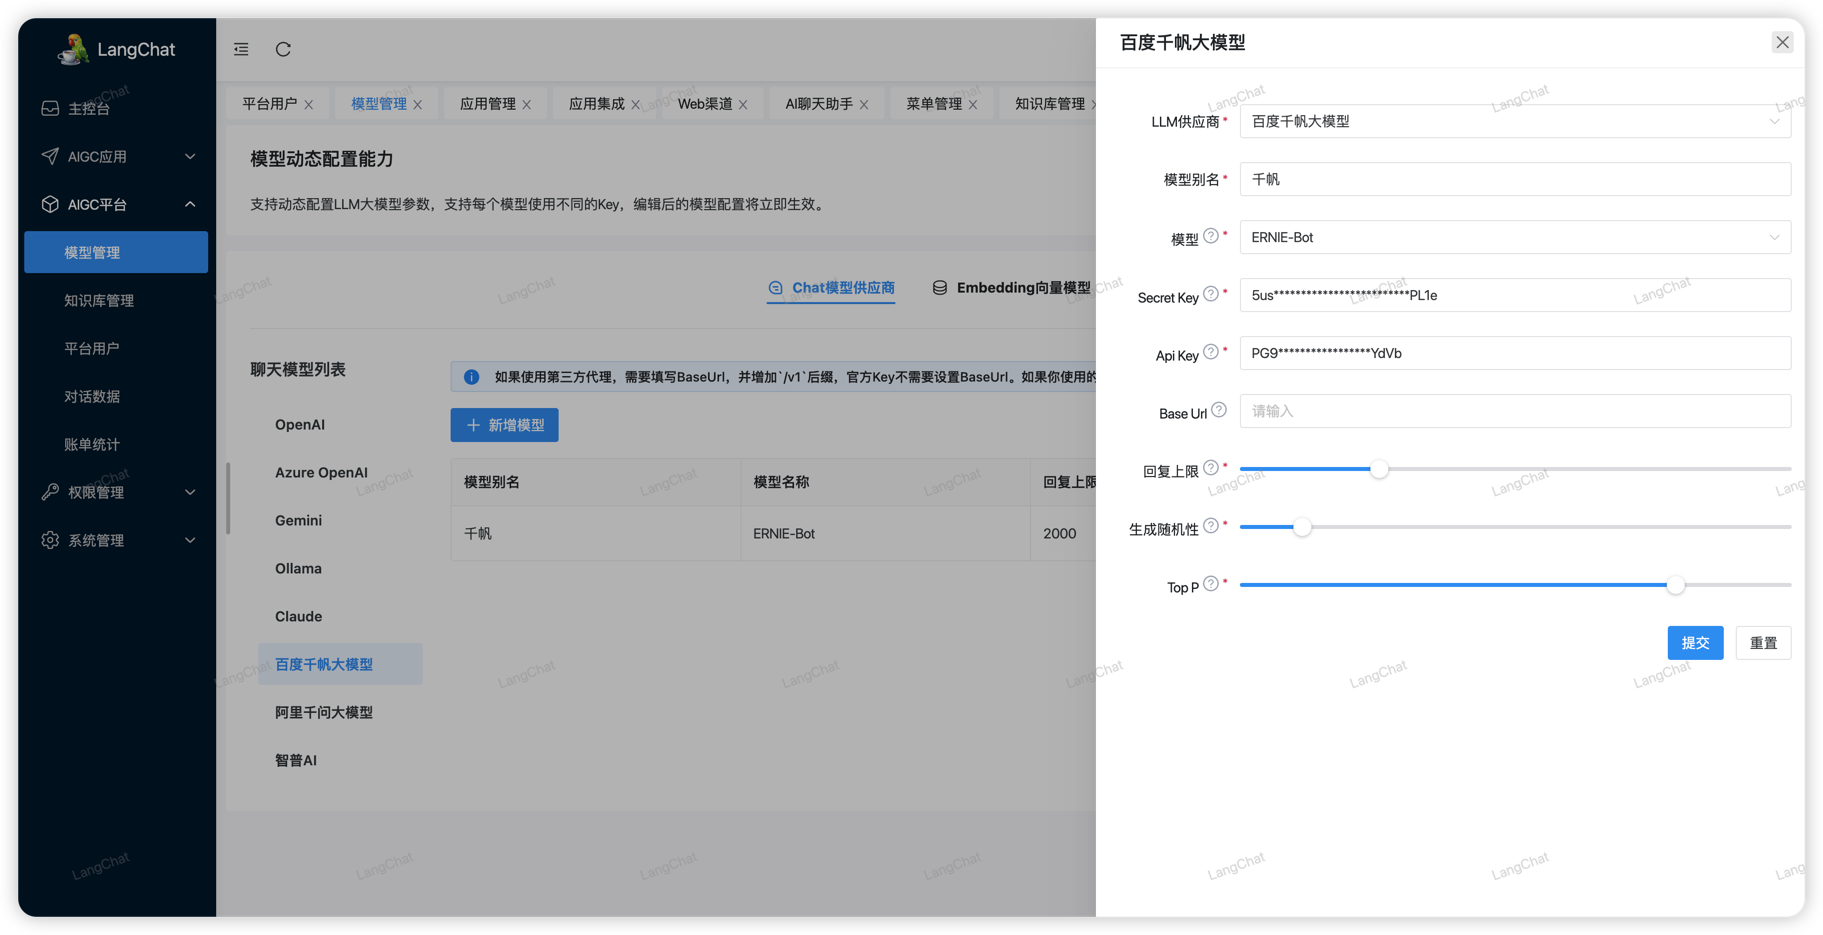 LangChat
主控台
AIGC应用
AIGC平台
模型管理
知识库管理
平台用户
对话数据
账单统计
权限管理
系统管理
平台用户
模型管理
应用管理
应用集成
Web渠道
AI聊天助手
菜单管理
知识库管理
模型动态配置能力
支持动态配置LLM大模型参数，支持每个模型使用不同的Key，编辑后的模型配置将立即生效。
Chat模型供应商
Embedding向量模型
聊天模型列表
OpenAI
Azure OpenAI
Gemini
Ollama
Claude
百度千帆大模型
阿里千问大模型
智普AI
如果使用第三方代理，需要填写BaseUrl，并增加`/v1`后缀，官方Key不需要设置BaseUrl。如果你使用的
新增模型
模型别名 模型名称 回复上限
千帆 ERNIE-Bot 2000
百度千帆大模型
LLM供应商* 百度千帆大模型
模型别名* 千帆
模型 * ERNIE-Bot
Secret Key * 5us*************************PL1e
Api Key * PG9*****************YdVb
Base Url 请输入
回复上限 *
生成随机性 *
Top P *
提交
重置
LangChat